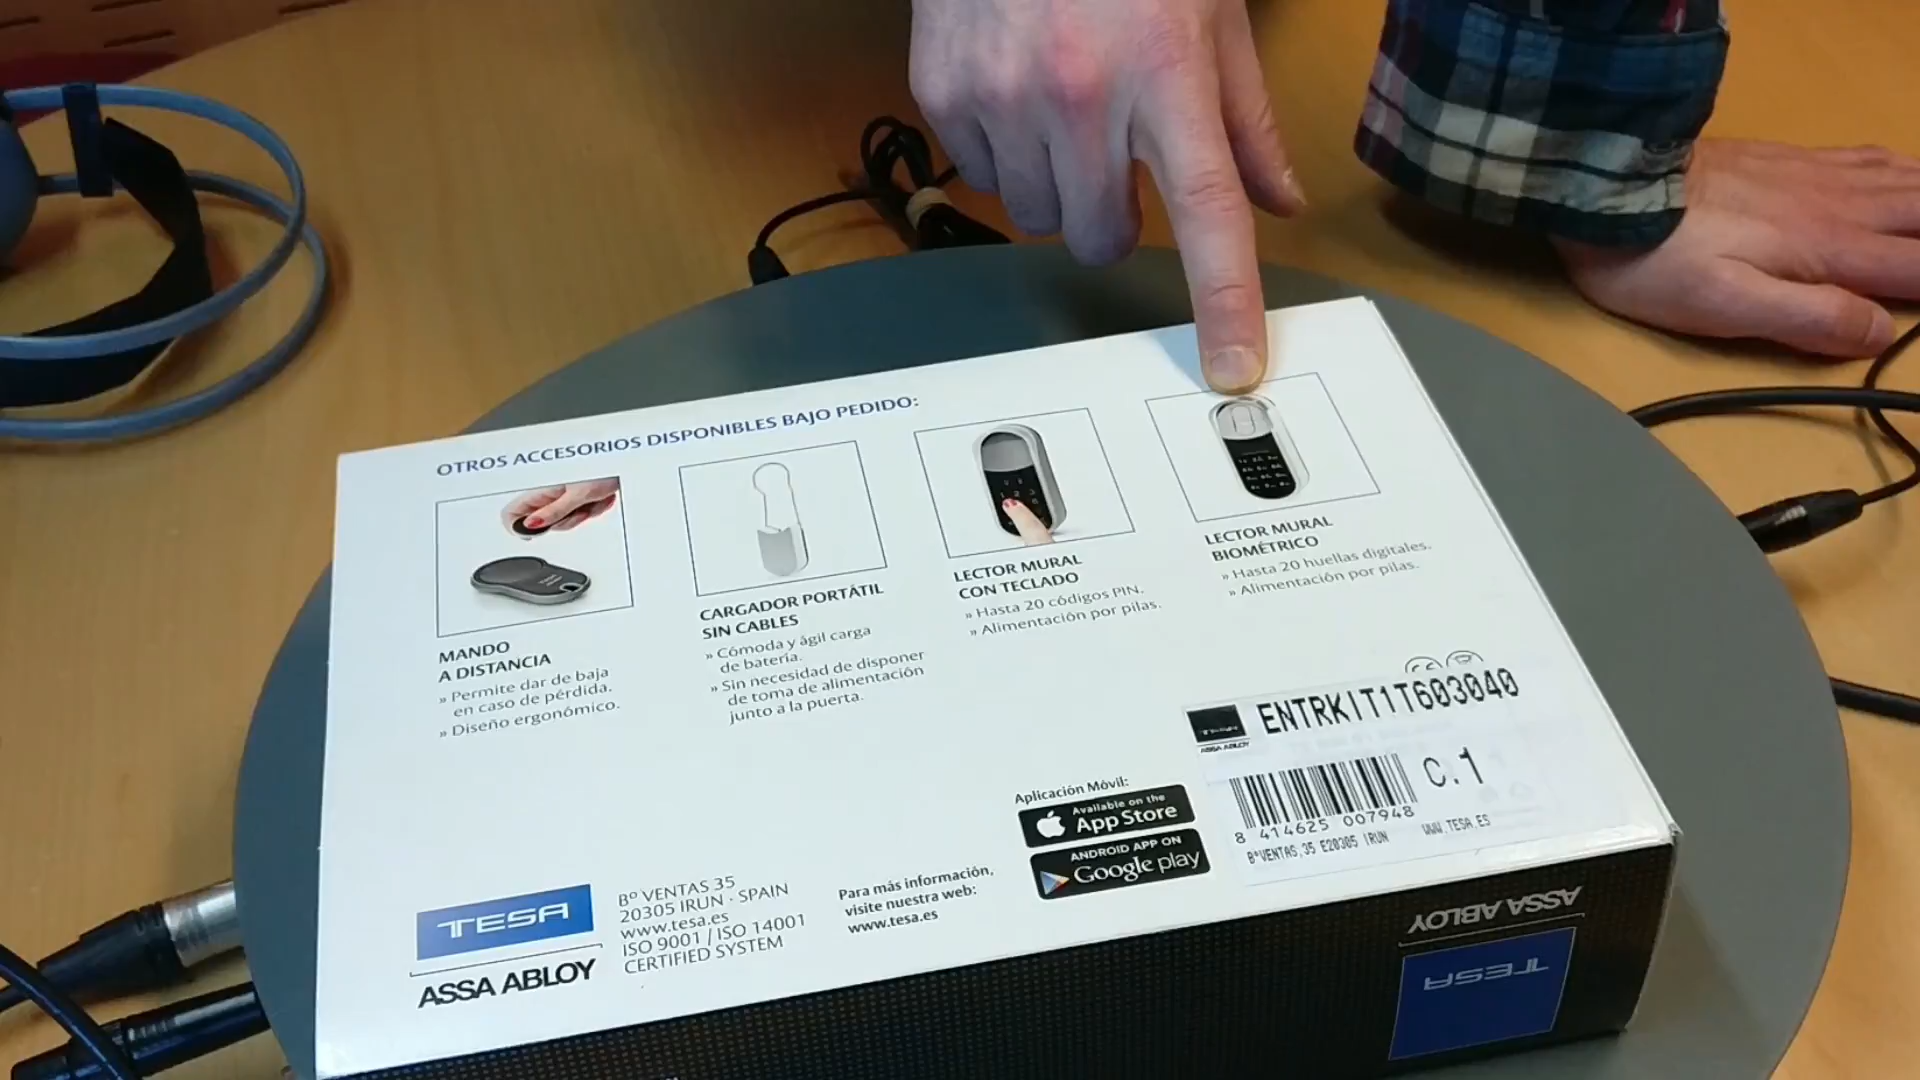 OTROS ACCESORIOS DISPONIBLES BAJO PEDIDO:
MANDO
A DISTANCIA
» Permite dar de baja
en caso de pérdida.
» Diseño ergonómico.
CARGADOR PORTÁTIL
SIN CABLES
» Cómoda y ágil carga
de batería.
» Sin necesidad de disponer
de toma de alimentación
junto a la puerta.
LECTOR MURAL
CON TECLADO
» Hasta 20 códigos PIN.
» Alimentación por pilas.
LECTOR MURAL
BIOMÉTRICO
» Hasta 20 huellas digitales.
» Alimentación por pilas.
TESA
ASSA ABLOY
ENTRKIT1T603040
C.1
8 414625 007948
BºVENTAS,35 E20305 IRUN
WWW.TESA.ES
Aplicación Móvil:
Available on the
App Store
ANDROID APP ON
Google play
TESA
ASSA ABLOY
Bº VENTAS 35
20305 IRUN · SPAIN
www.tesa.es
ISO 9001 / ISO 14001
CERTIFIED SYSTEM
Para más información,
visite nuestra web:
www.tesa.es
ASSA ABLOY
TESA